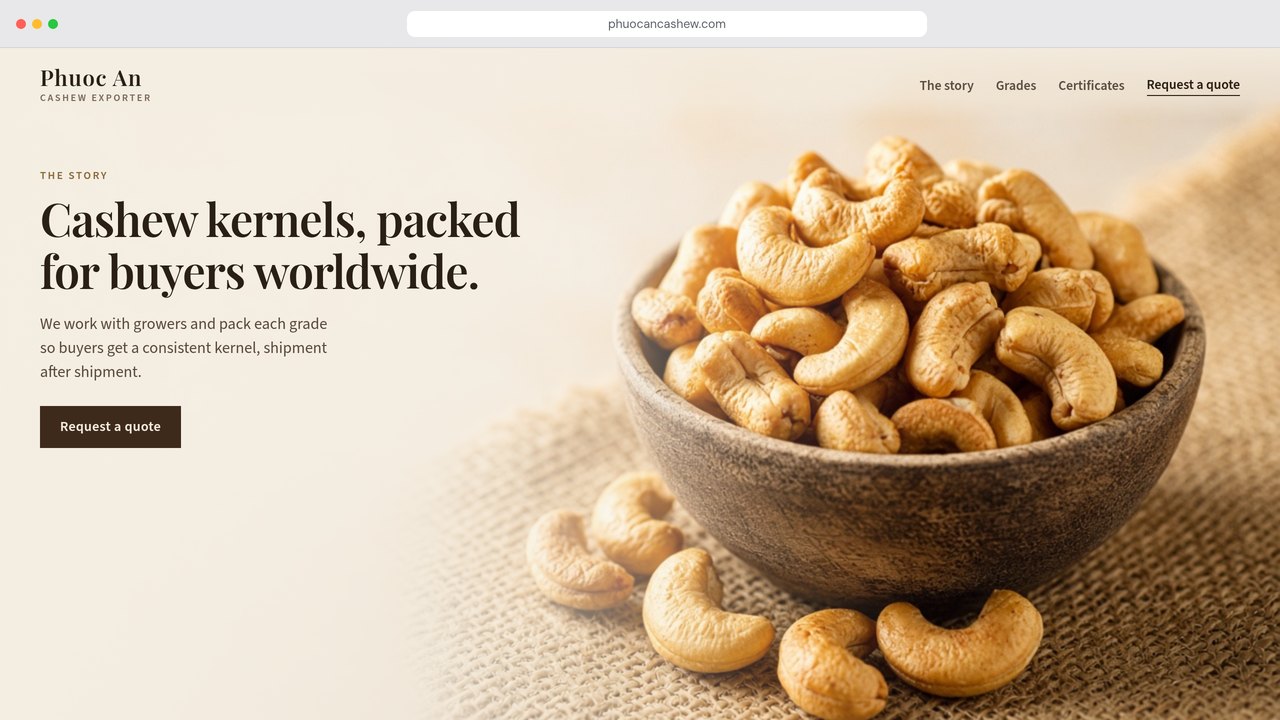 phuocancashew.com
Phuoc An
CASHEW EXPORTER
The story
Grades
Certificates
Request a quote
THE STORY
Cashew kernels, packed
for buyers worldwide.
We work with growers and pack each grade
so buyers get a consistent kernel, shipment
after shipment.
Request a quote